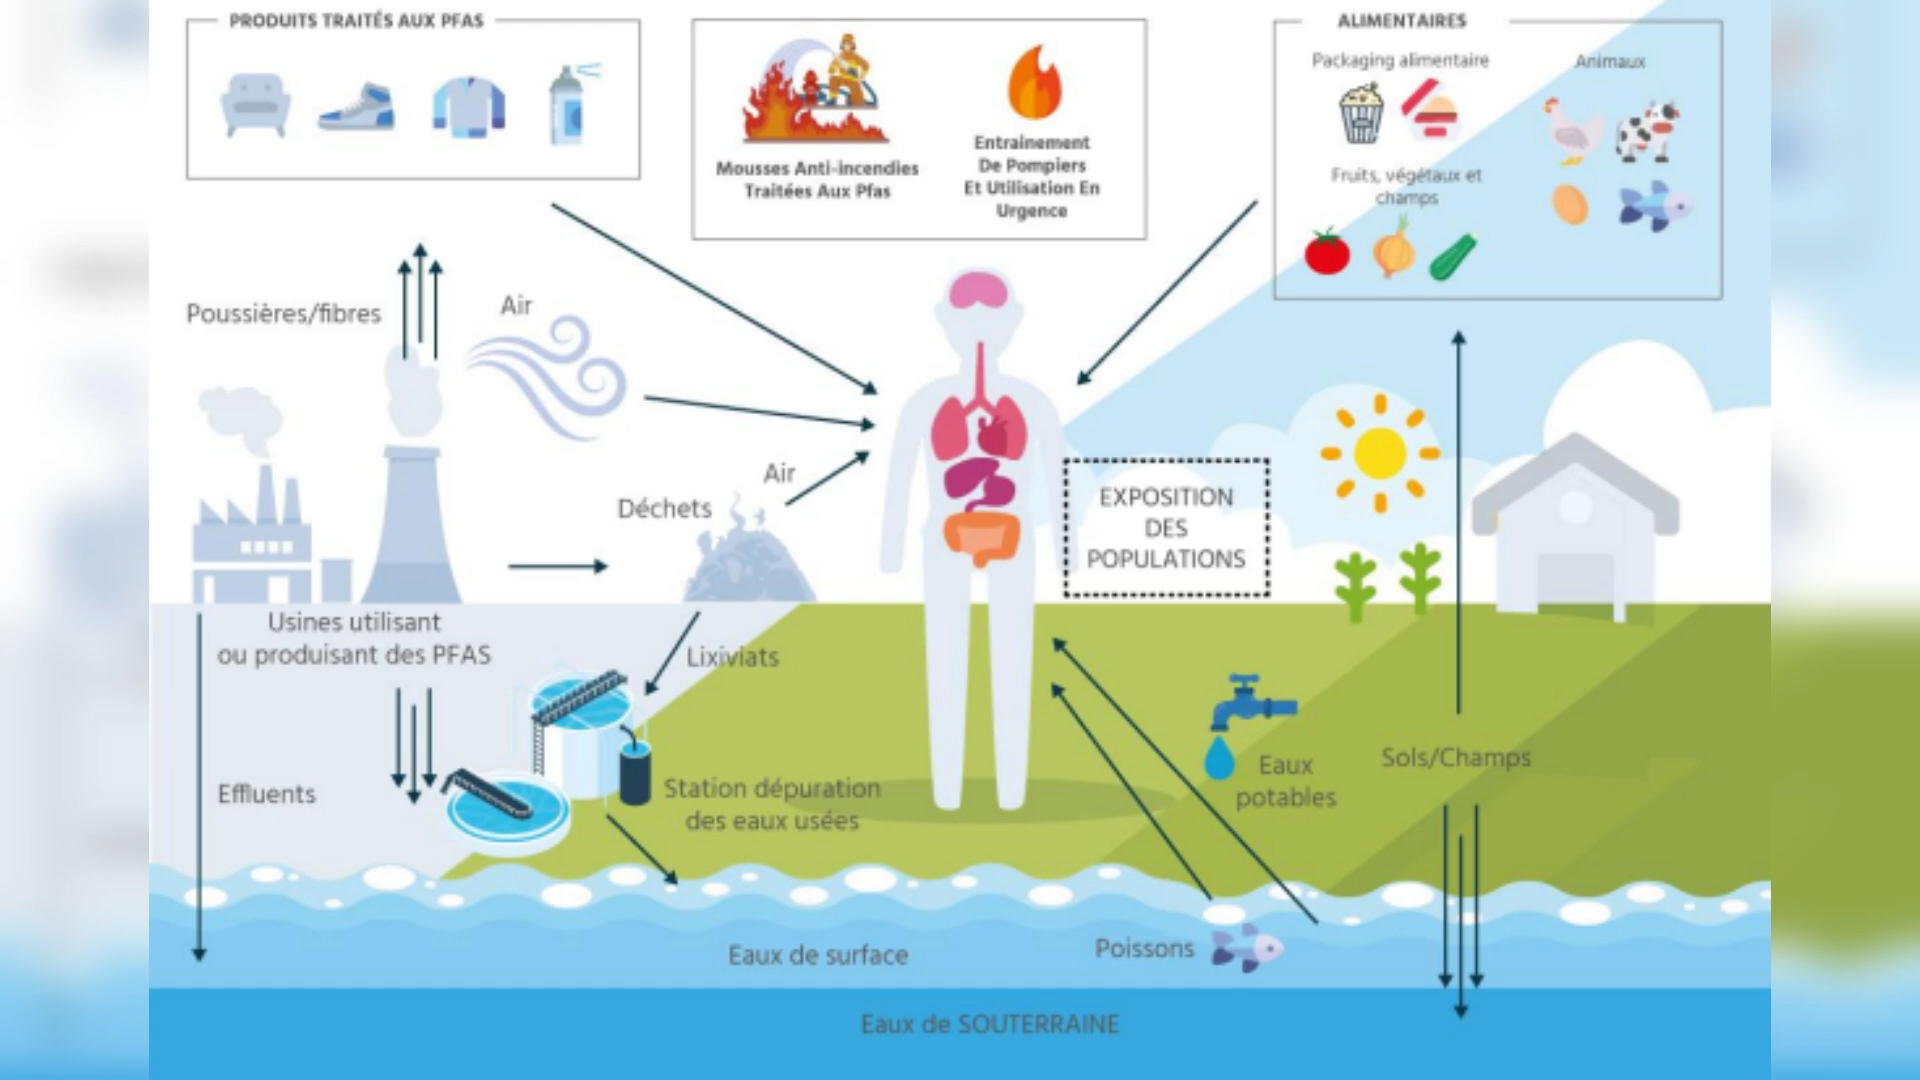 PRODUITS TRAITÉS AUX PFAS
Mousses Anti-incendies
Traitées Aux Pfas
Entrainement
De Pompiers
Et Utilisation En
Urgence
ALIMENTAIRES
Packaging alimentaire
Animaux
Fruits, végétaux et
champs
Poussières/fibres
Air
Air
Déchets
EXPOSITION
DES
POPULATIONS
Usines utilisant
ou produisant des PFAS
Lixiviats
Effluents
Station dépuration
des eaux usées
Eaux
potables
Sols/Champs
Eaux de surface
Poissons
Eaux de SOUTERRAINE